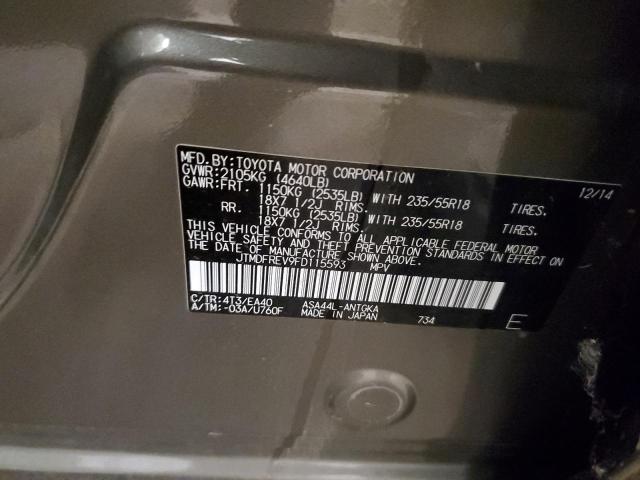 MFD.BY:TOYOTA MOTOR CORPORATION 12/14
GVWR:2105KG (4640LB)
GAWR:FRT. 1150KG (2535LB) WITH 235/55R18 TIRES.
18X7 1/2J RIMS.
RR. 1150KG (2535LB) WITH 235/55R18 TIRES.
18X7 1/2J RIMS.
THIS VEHICLE CONFORMS TO ALL APPLICABLE FEDERAL MOTOR
VEHICLE SAFETY AND THEFT PREVENTION STANDARDS IN EFFECT ON
THE DATE OF MANUFACTURE SHOWN ABOVE.
JTMDFREV9FD115593 MPV
C/TR:4T3/EA40 ASA44L-ANTGKA
A/TM:-03A/U760F MADE IN JAPAN 734 E